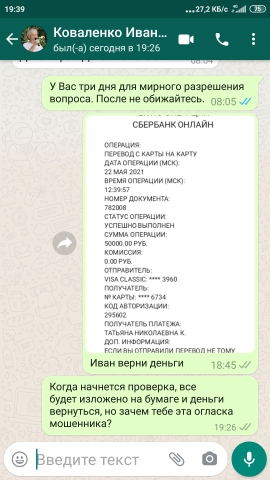 19:39
...27,2 КБ/с 75
Коваленко Иван...
был(-а) сегодня в 19:26
08:04
У Вас три дня для мирного разрешения
вопроса. После не обижайтесь. 08:05
СБЕРБАНК ОНЛАЙН
ОПЕРАЦИЯ:
ПЕРЕВОД С КАРТЫ НА КАРТУ
ДАТА ОПЕРАЦИИ (МСК):
22 МАЯ 2021
ВРЕМЯ ОПЕРАЦИИ (МСК):
12:39:57
НОМЕР ДОКУМЕНТА:
782008
СТАТУС ОПЕРАЦИИ:
УСПЕШНО ВЫПОЛНЕН
СУММА ОПЕРАЦИИ:
50000.00 РУБ.
КОМИССИЯ:
0.00 РУБ.
ОТПРАВИТЕЛЬ:
VISA CLASSIC: **** 3960
ПОЛУЧАТЕЛЬ:
№ КАРТЫ: **** 6734
КОД АВТОРИЗАЦИИ:
295602
ПОЛУЧАТЕЛЬ ПЛАТЕЖА:
ТАТЬЯНА НИКОЛАЕВНА К.
ДОП. ИНФОРМАЦИЯ:
ЕСЛИ ВЫ ОТПРАВИЛИ ПЕРЕВОД НЕ ТОМУ
Иван верни деньги 18:45
Когда начнется проверка, все
будет изложено на бумаге и деньги
вернуться, но зачем тебе эта огласка
мошенника? 19:26
Введите текст